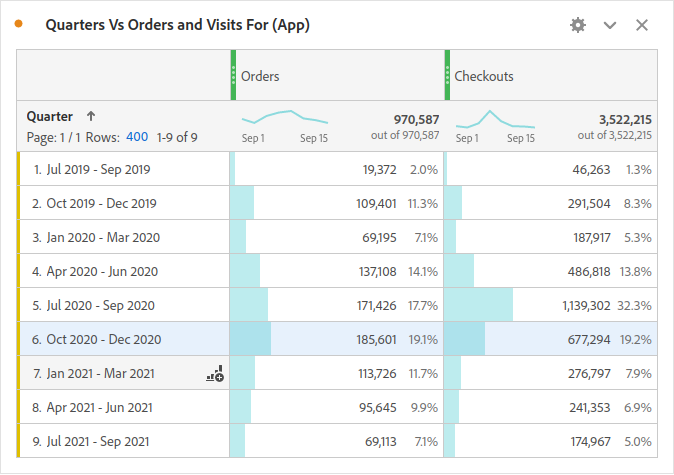 Quarters Vs Orders and Visits For (App)
Orders Checkouts
Quarter 970,587 3,522,215
Page: 1 / 1 Rows: 400 1-9 of 9 Sep 1 Sep 15 out of 970,587 Sep 1 Sep 15 out of 3,522,215
1. Jul 2019 - Sep 2019 19,372 2.0% 46,263 1.3%
2. Oct 2019 - Dec 2019 109,401 11.3% 291,504 8.3%
3. Jan 2020 - Mar 2020 69,195 7.1% 187,917 5.3%
4. Apr 2020 - Jun 2020 137,108 14.1% 486,818 13.8%
5. Jul 2020 - Sep 2020 171,426 17.7% 1,139,302 32.3%
6. Oct 2020 - Dec 2020 185,601 19.1% 677,294 19.2%
7. Jan 2021 - Mar 2021 113,726 11.7% 276,797 7.9%
8. Apr 2021 - Jun 2021 95,645 9.9% 241,353 6.9%
9. Jul 2021 - Sep 2021 69,113 7.1% 174,967 5.0%